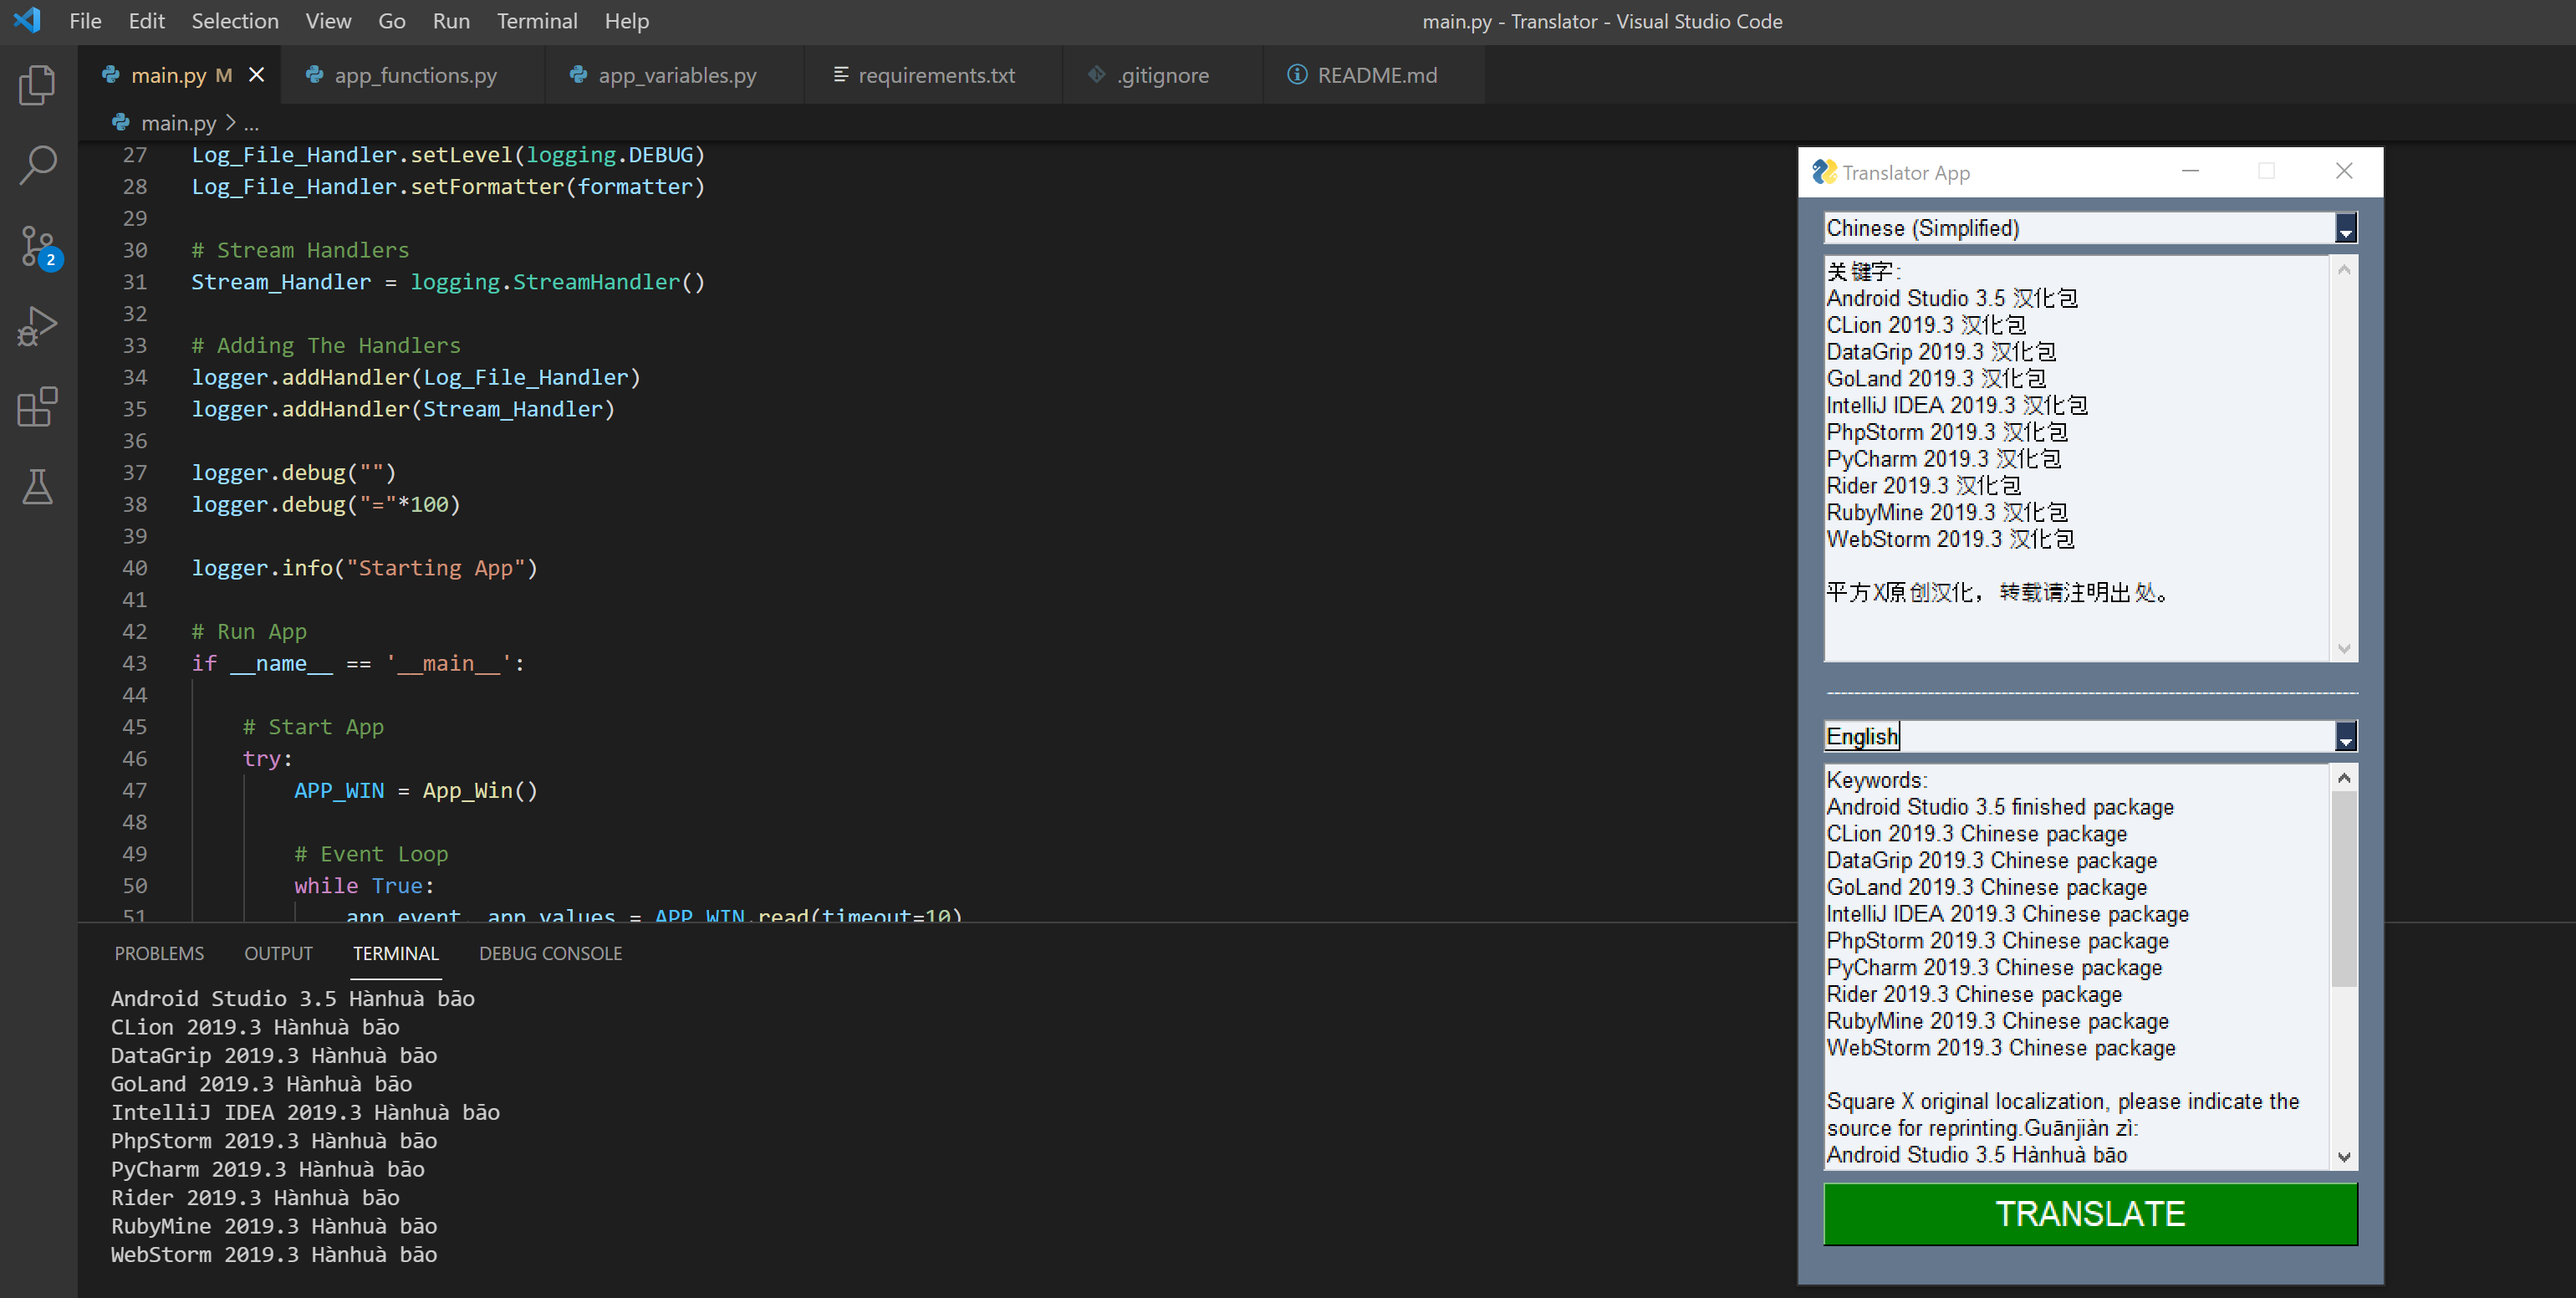 File Edit Selection View Go Run Terminal Help
main.py - Translator - Visual Studio Code
main.py M
app_functions.py
app_variables.py
requirements.txt
.gitignore
README.md
main.py > ...
2
27 Log_File_Handler.setLevel(logging.DEBUG)
28 Log_File_Handler.setFormatter(formatter)
29
30 # Stream Handlers
31 Stream_Handler = logging.StreamHandler()
32
33 # Adding The Handlers
34 logger.addHandler(Log_File_Handler)
35 logger.addHandler(Stream_Handler)
36
37 logger.debug("")
38 logger.debug("="*100)
39
40 logger.info("Starting App")
41
42 # Run App
43 if __name__ == '__main__':
44
45 # Start App
46 try:
47 APP_WIN = App_Win()
48
49 # Event Loop
50 while True:
51 app_event, app_values = APP_WIN.read(timeout=10)
PROBLEMS OUTPUT TERMINAL DEBUG CONSOLE
Android Studio 3.5 Hànhuà bāo
CLion 2019.3 Hànhuà bāo
DataGrip 2019.3 Hànhuà bāo
GoLand 2019.3 Hànhuà bāo
IntelliJ IDEA 2019.3 Hànhuà bāo
PhpStorm 2019.3 Hànhuà bāo
PyCharm 2019.3 Hànhuà bāo
Rider 2019.3 Hànhuà bāo
RubyMine 2019.3 Hànhuà bāo
WebStorm 2019.3 Hànhuà bāo
Translator App
Chinese (Simplified)
关键字:
Android Studio 3.5 汉化包
CLion 2019.3 汉化包
DataGrip 2019.3 汉化包
GoLand 2019.3 汉化包
IntelliJ IDEA 2019.3 汉化包
PhpStorm 2019.3 汉化包
PyCharm 2019.3 汉化包
Rider 2019.3 汉化包
RubyMine 2019.3 汉化包
WebStorm 2019.3 汉化包
平方X原创汉化，转载请注明出处。
English
Keywords:
Android Studio 3.5 finished package
CLion 2019.3 Chinese package
DataGrip 2019.3 Chinese package
GoLand 2019.3 Chinese package
IntelliJ IDEA 2019.3 Chinese package
PhpStorm 2019.3 Chinese package
PyCharm 2019.3 Chinese package
Rider 2019.3 Chinese package
RubyMine 2019.3 Chinese package
WebStorm 2019.3 Chinese package
Square X original localization, please indicate the
source for reprinting.Guānjiàn zì:
Android Studio 3.5 Hànhuà bāo
TRANSLATE